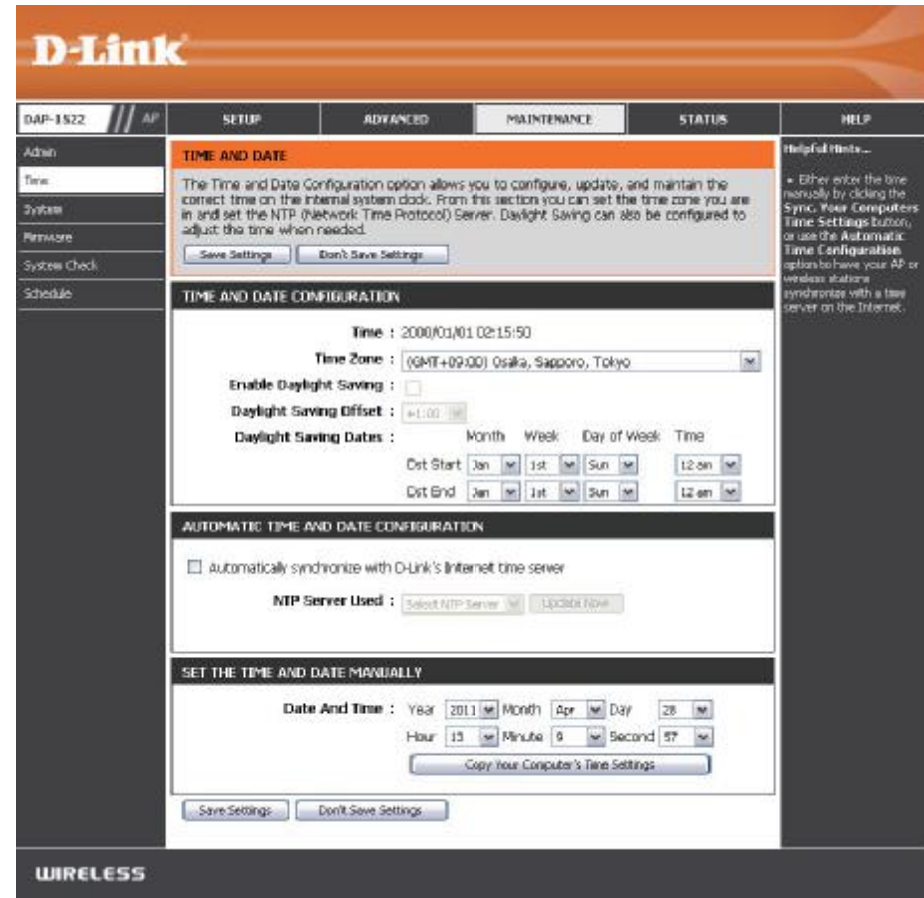 D-Link
DAP-1522 AP SETUP ADVANCED MAINTENANCE STATUS HELP
Admin
Time
System
Firmware
System Check
Schedule
TIME AND DATE
The Time and Date Configuration option allows you to configure, update, and maintain the
correct time on the internal system clock. From this section you can set the time zone you are
in and set the NTP (Network Time Protocol) Server. Daylight Saving can also be configured to
adjust the time when needed.
Save Settings Don't Save Settings
TIME AND DATE CONFIGURATION
Time : 2000/01/01 02:15:50
Time Zone : (GMT+09:00) Osaka, Sapporo, Tokyo
Enable Daylight Saving :
Daylight Saving Offset : +1:00
Daylight Saving Dates : Month Week Day of Week Time
Dst Start Jan 1st Sun 12 am
Dst End Jan 1st Sun 12 am
AUTOMATIC TIME AND DATE CONFIGURATION
Automatically synchronize with D-Link's Internet time server
NTP Server Used : Select NTP Server Update Now
SET THE TIME AND DATE MANUALLY
Date And Time : Year 2011 Month Apr Day 28
Hour 13 Minute 9 Second 57
Copy Your Computer's Time Settings
Save Settings Don't Save Settings
Helpful Hints...
• Either enter the time
manually by clicking the
Sync. Your Computers
Time Settings button,
or use the Automatic
Time Configuration
option to have your AP or
wireless stations
synchronize with a time
server on the Internet.
WIRELESS